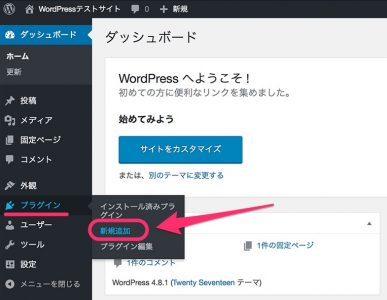 WordPressテストサイト 0 + 新規
ダッシュボード
ホーム
更新
投稿
メディア
固定ページ
コメント
外観
プラグイン
ユーザー
ツール
設定
メニューを閉じる
インストール済みプラ
グイン
新規追加
プラグイン編集
ダッシュボード
WordPress へようこそ！
初めての方に便利なリンクを集めました。
始めてみよう
サイトをカスタマイズ
または、別のテーマに変更する
1件の固定ページ
1件のコメント
WordPress 4.8.1 (Twenty Seventeen テーマ)